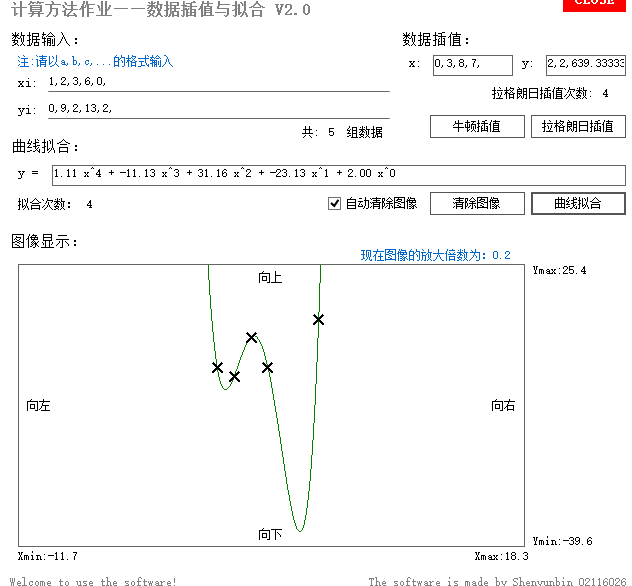 计算方法作业——数据插值与拟合 V2.0
CLOSE
数据输入:
数据插值:
注:请以a,b,c,...的格式输入
x: 0,3,8,7, y: 2,2,639.33333
xi: 1,2,3,6,0,
拉格朗日插值次数: 4
yi: 0,9,2,13,2,
共: 5 组数据
牛顿插值 拉格朗日插值
曲线拟合:
y = 1.11 x^4 + -11.13 x^3 + 31.16 x^2 + -23.13 x^1 + 2.00 x^0
拟合次数: 4
自动清除图像 清除图像 曲线拟合
图像显示:
现在图像的放大倍数为: 0.2
Ymax:25.4
向上
向左 向右
向下
Ymin:-39.6
Xmin:-11.7 Xmax:18.3
Welcome to use the software! The software is made by Shenyunbin 02116026